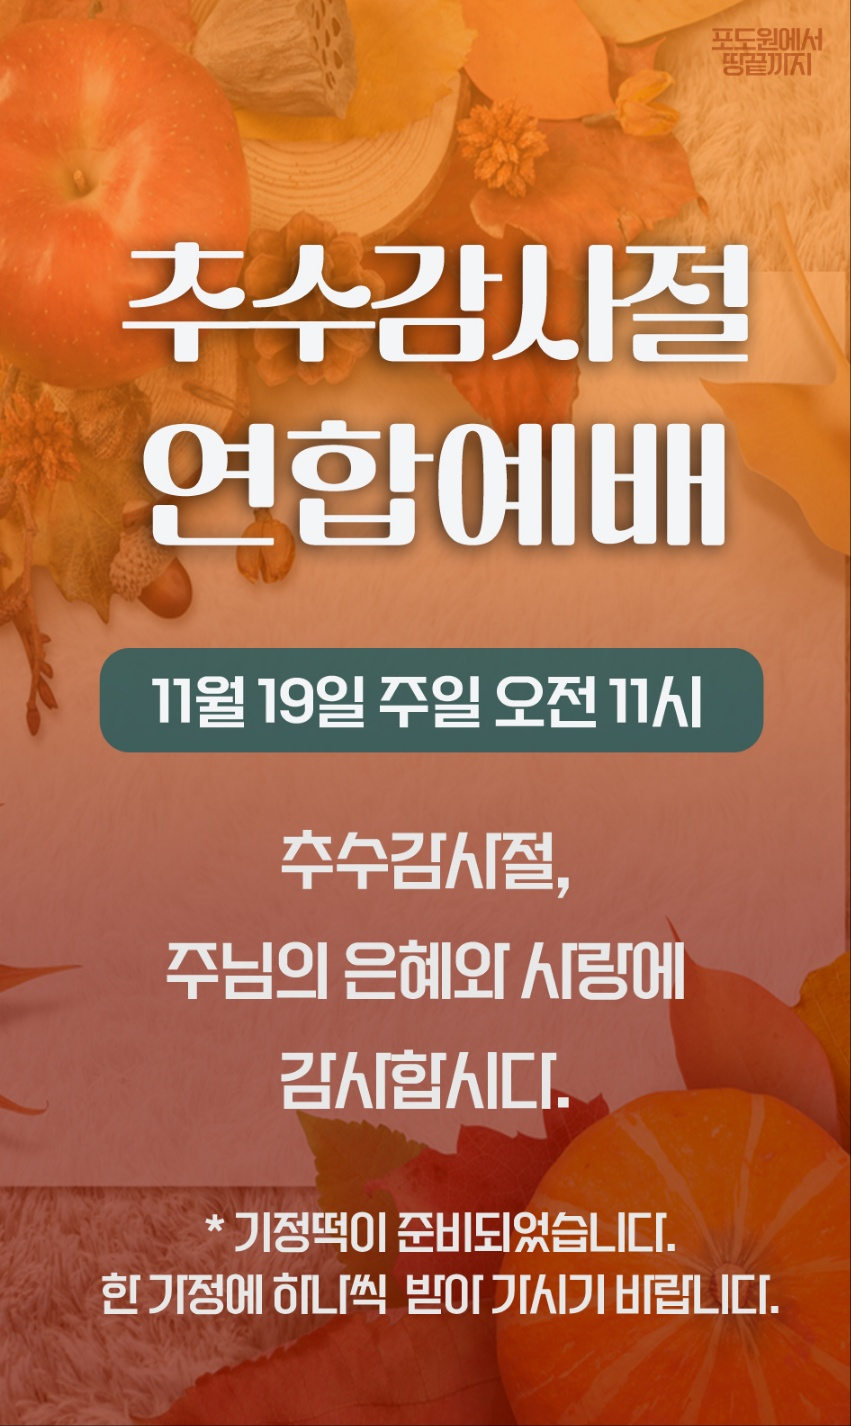 포도원에서
땅끝까지
추수감사절
연합예배
11월 19일 주일 오전 11시
추수감사절,
주님의 은혜와 사랑에
감사합시다.
* 기정떡이 준비되었습니다.
한 가정에 하나씩 받아 가시기 바랍니다.